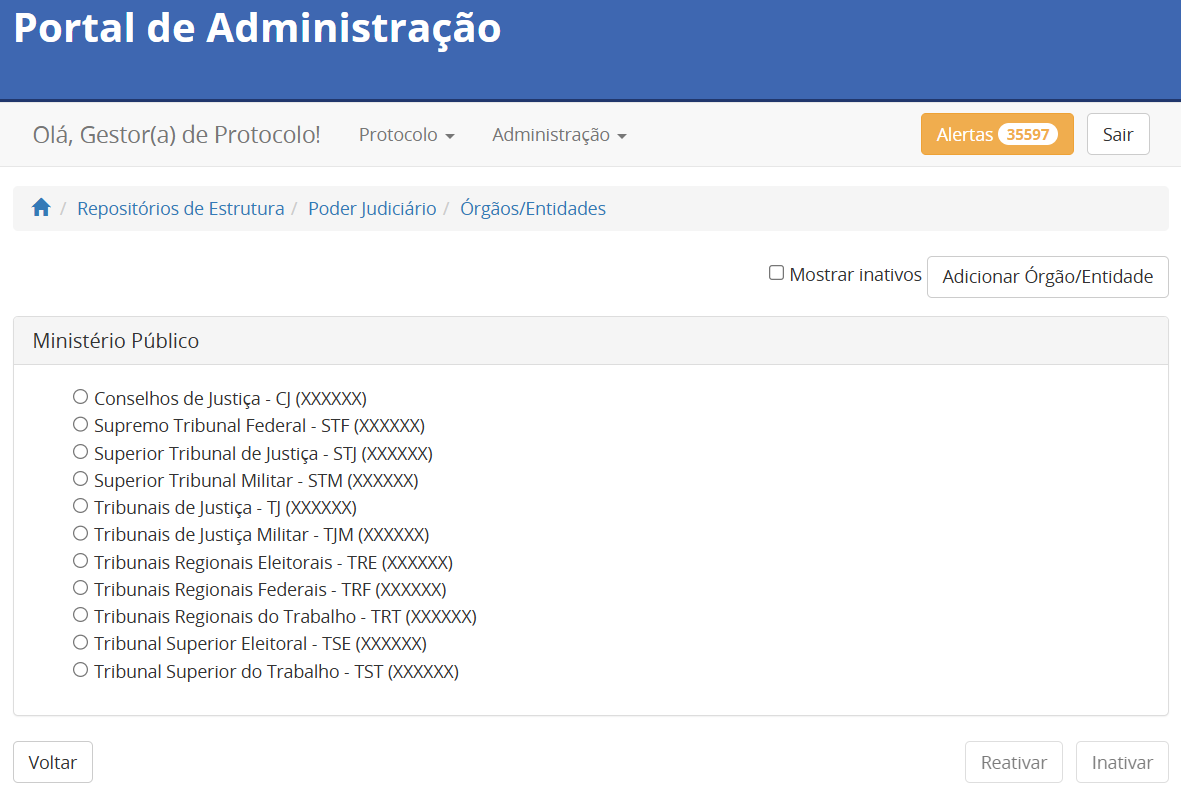 Portal de Administração
Olá, Gestor(a) de Protocolo! Protocolo Administração Alertas 35597 Sair
/ Repositórios de Estrutura / Poder Judiciário / Órgãos/Entidades
Mostrar inativos Adicionar Órgão/Entidade
Ministério Público
Conselhos de Justiça - CJ (XXXXXX)
Supremo Tribunal Federal - STF (XXXXXX)
Superior Tribunal de Justiça - STJ (XXXXXX)
Superior Tribunal Militar - STM (XXXXXX)
Tribunais de Justiça - TJ (XXXXXX)
Tribunais de Justiça Militar - TJM (XXXXXX)
Tribunais Regionais Eleitorais - TRE (XXXXXX)
Tribunais Regionais Federais - TRF (XXXXXX)
Tribunais Regionais do Trabalho - TRT (XXXXXX)
Tribunal Superior Eleitoral - TSE (XXXXXX)
Tribunal Superior do Trabalho - TST (XXXXXX)
Voltar Reativar Inativar